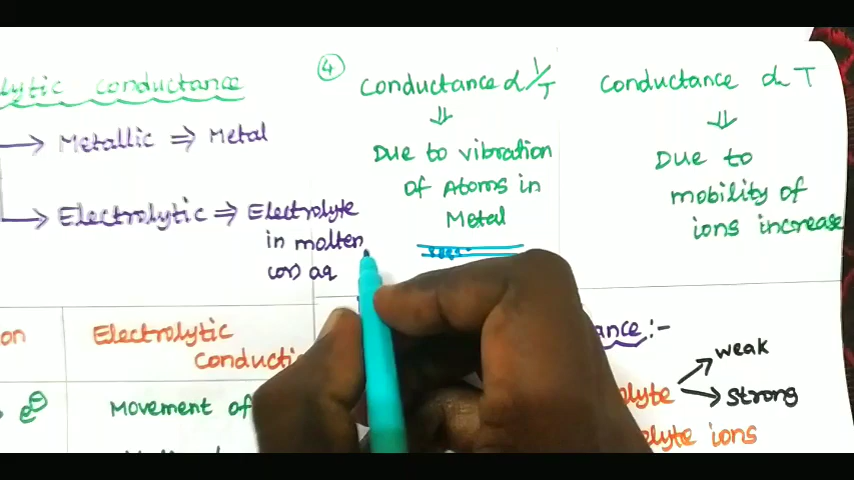 lytic conductance
Metallic ⇒ Metal
Electrolytic ⇒ Electrolyte
in molten
(or) aq
on
Electrolytic
conducti
e⊖
Movement of
④
conductance α 1/T
⇓
Due to vibration
of Atoms in
Metal
conductance α T
⇓
Due to
mobility of
ions increase
ance :-
weak
olyte
strong
olyte ions